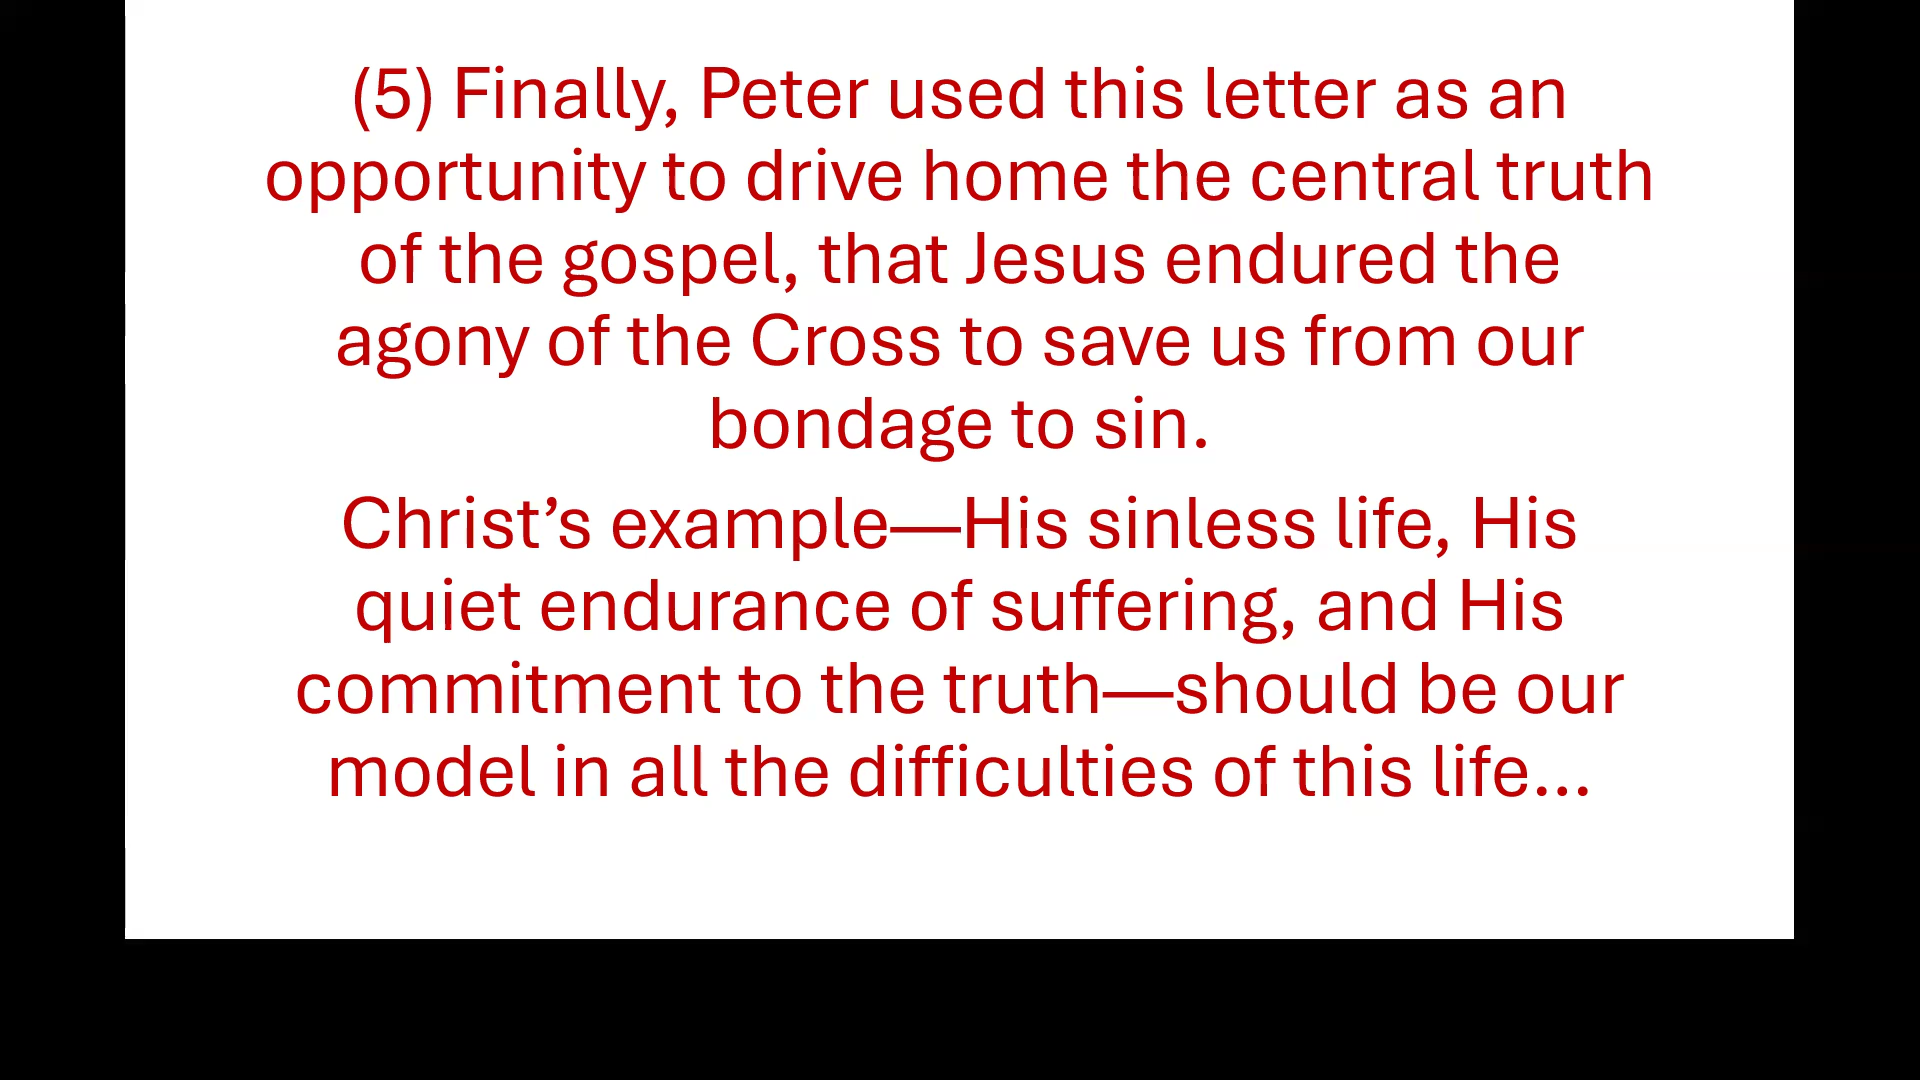 (5) Finally, Peter used this letter as an
opportunity to drive home the central truth
of the gospel, that Jesus endured the
agony of the Cross to save us from our
bondage to sin.
Christ’s example—His sinless life, His
quiet endurance of suffering, and His
commitment to the truth—should be our
model in all the difficulties of this life...